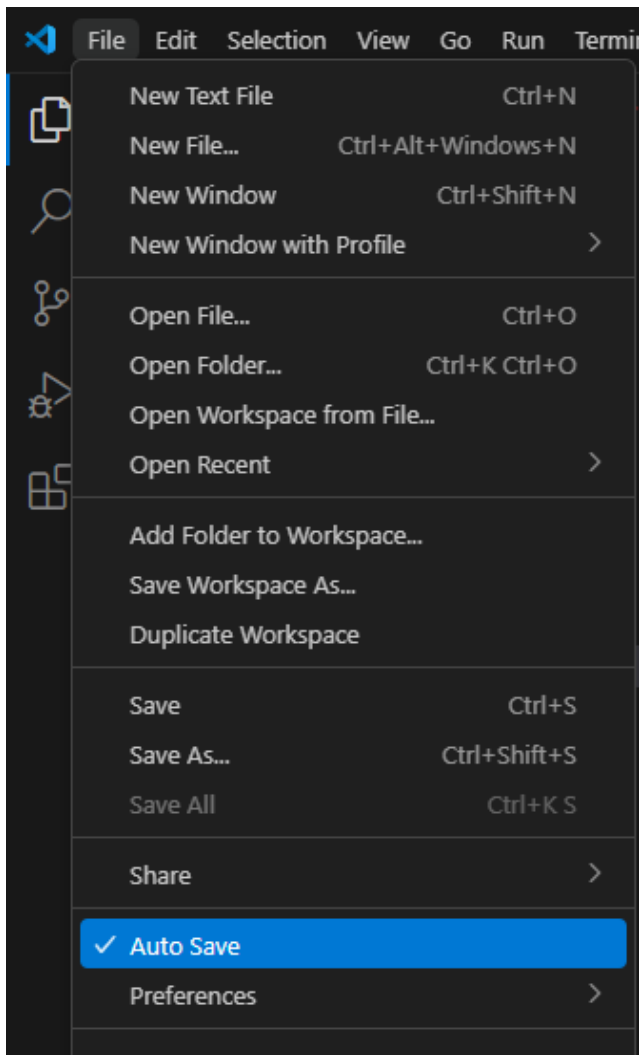 File Edit Selection View Go Run Termi
New Text File Ctrl+N
New File... Ctrl+Alt+Windows+N
New Window Ctrl+Shift+N
New Window with Profile
Open File... Ctrl+O
Open Folder... Ctrl+K Ctrl+O
Open Workspace from File...
Open Recent
Add Folder to Workspace...
Save Workspace As...
Duplicate Workspace
Save Ctrl+S
Save As... Ctrl+Shift+S
Save All Ctrl+K S
Share
Auto Save
Preferences